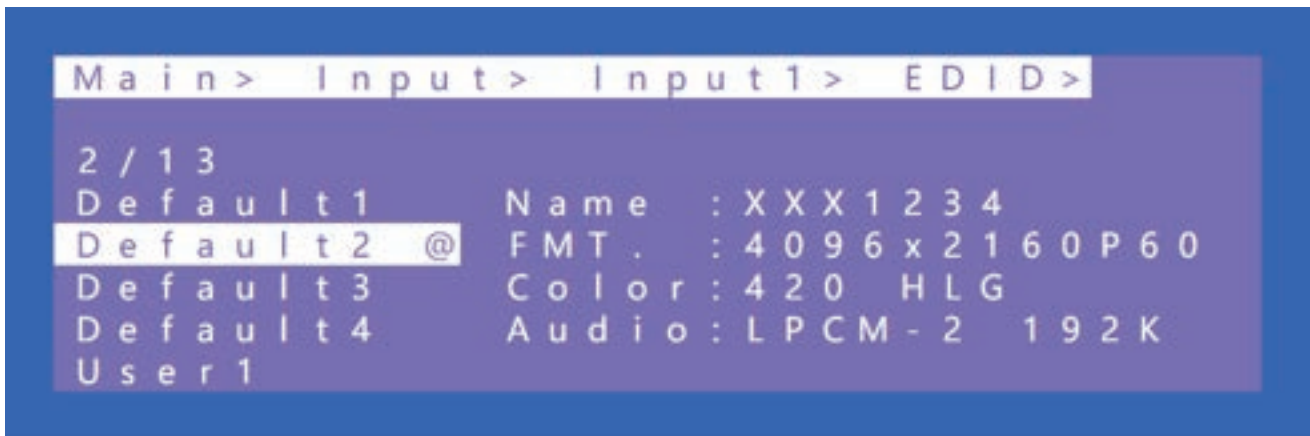 Main> Input> Input1> EDID>
2/13
Default1 Name :XXX1234
Default2 @ FMT. :4096x2160P60
Default3 Color:420 HLG
Default4 Audio:LPCM-2 192K
User1